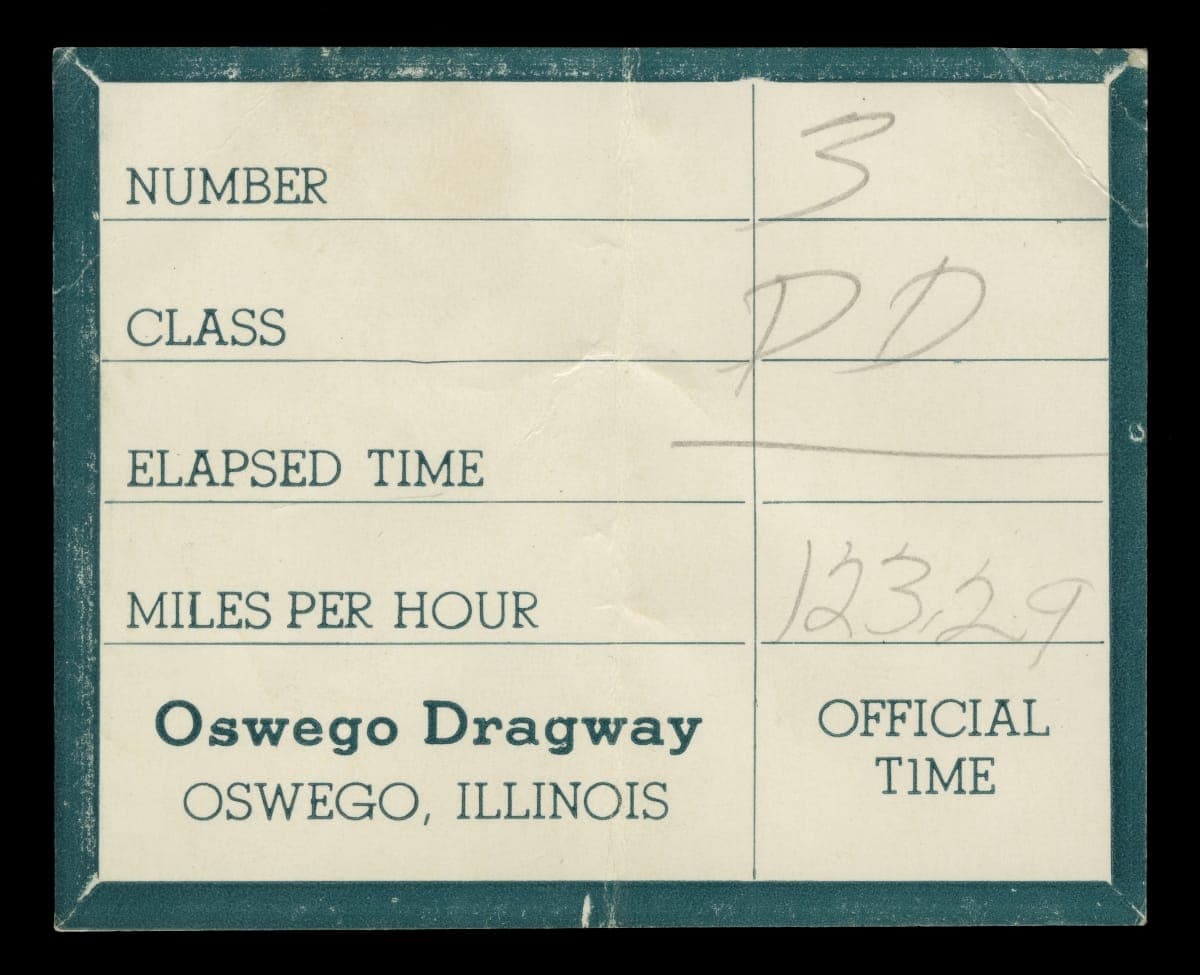 NUMBER 3
CLASS DD
ELAPSED TIME
MILES PER HOUR 123.29
Oswego Dragway
OSWEGO, ILLINOIS
OFFICIAL
TIME